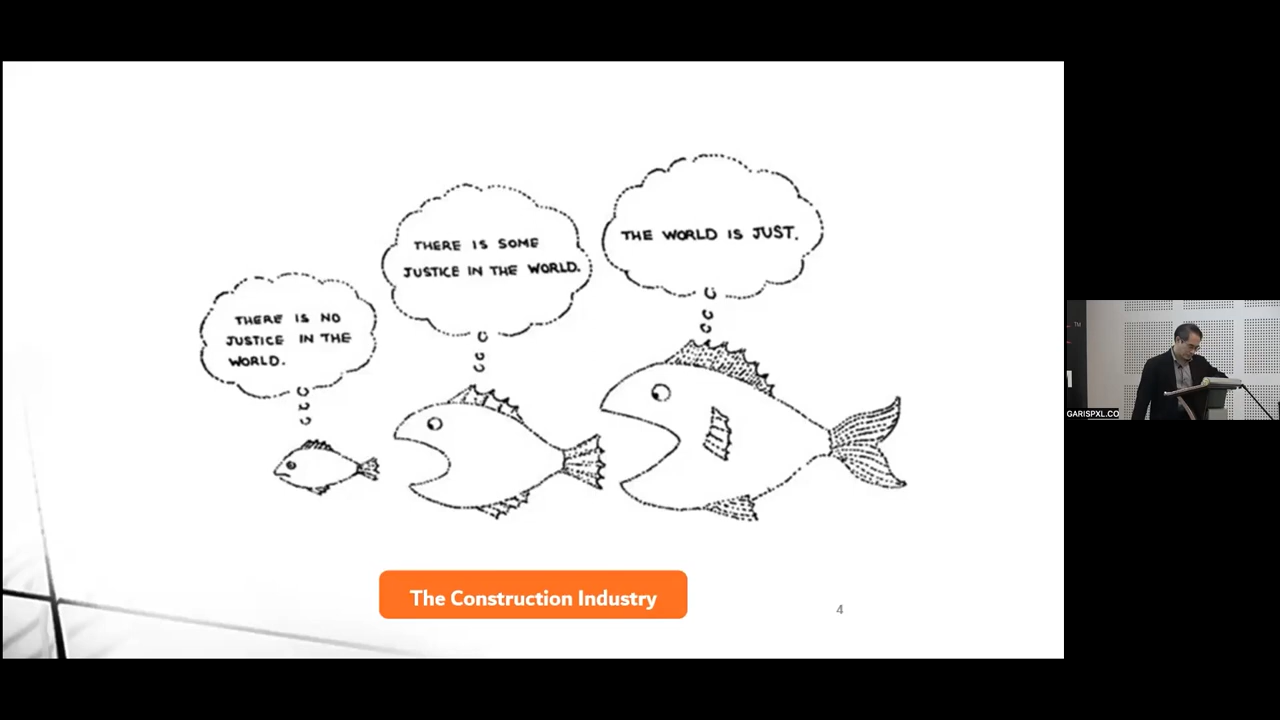 THERE IS NO
JUSTICE IN THE
WORLD.
THERE IS SOME
JUSTICE IN THE WORLD.
THE WORLD IS JUST.
The Construction Industry
4
TM
GARISPXL.CO